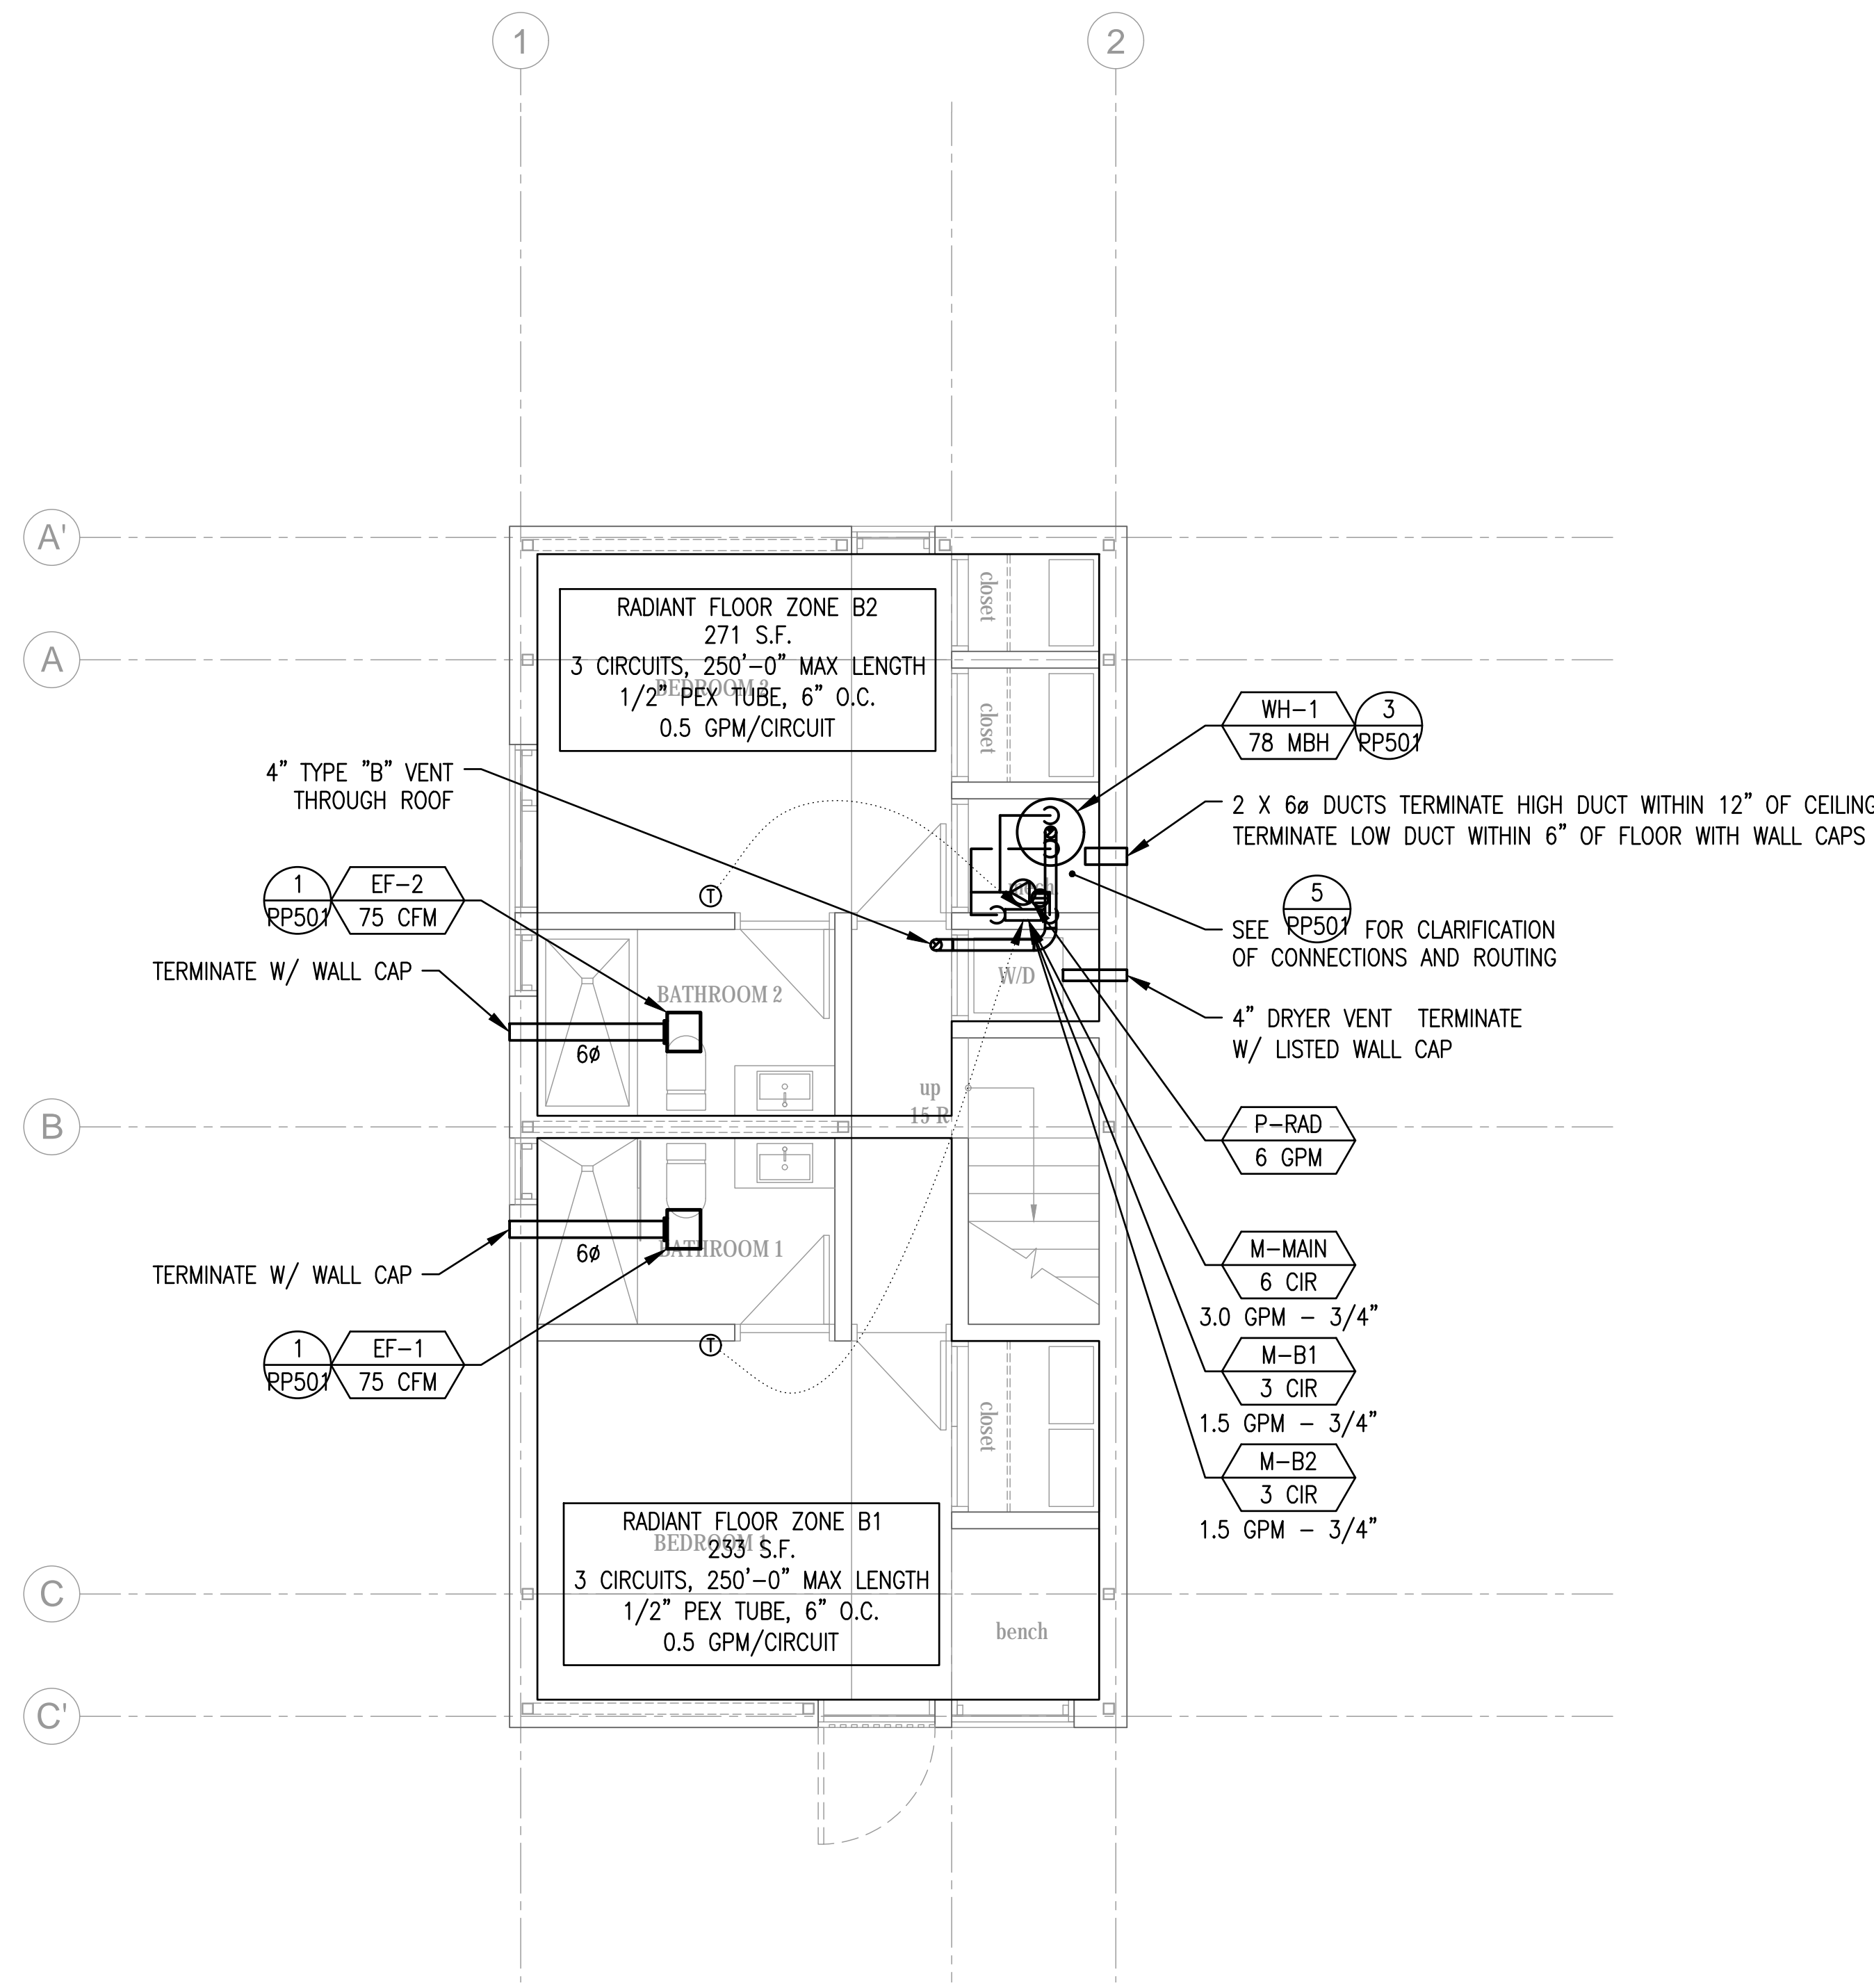 1
2
A'
A
B
C
C'
closet
RADIANT FLOOR ZONE B2
271 S.F.
3 CIRCUITS, 250'-0" MAX LENGTH
BEDROOM 2
1/2" PEX TUBE, 6" O.C.
0.5 GPM/CIRCUIT
closet
WH-1
78 MBH
3
PP501
4" TYPE "B" VENT
THROUGH ROOF
2 X 6ø DUCTS TERMINATE HIGH DUCT WITHIN 12" OF CEILING
TERMINATE LOW DUCT WITHIN 6" OF FLOOR WITH WALL CAPS
1
PP501
EF-2
75 CFM
T
mech.
5
PP501
SEE FOR CLARIFICATION
OF CONNECTIONS AND ROUTING
TERMINATE W/ WALL CAP
BATHROOM 2
W/D
6ø
4" DRYER VENT TERMINATE
W/ LISTED WALL CAP
up
15 R
P-RAD
6 GPM
BATHROOM 1
6ø
TERMINATE W/ WALL CAP
1
PP501
EF-1
75 CFM
T
M-MAIN
6 CIR
3.0 GPM - 3/4"
M-B1
3 CIR
1.5 GPM - 3/4"
M-B2
3 CIR
1.5 GPM - 3/4"
closet
RADIANT FLOOR ZONE B1
BEDROOM 1
233 S.F.
3 CIRCUITS, 250'-0" MAX LENGTH
1/2" PEX TUBE, 6" O.C.
0.5 GPM/CIRCUIT
bench